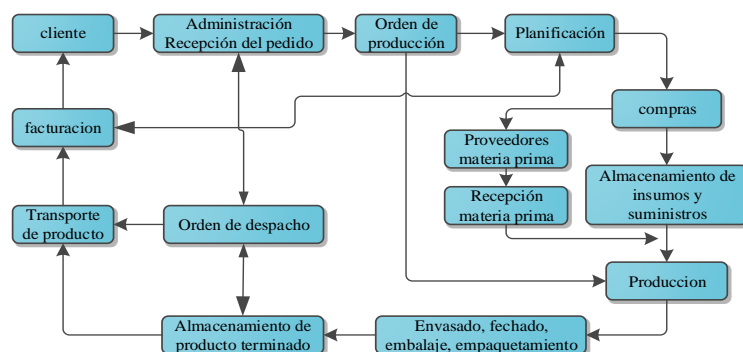 cliente
Administración
Recepción del pedido
Orden de
producción
Planificación
facturacion
compras
Proveedores
materia prima
Almacenamiento de
insumos y
suministros
Recepción
materia prima
Transporte
de producto
Orden de despacho
Produccion
Almacenamiento de
producto terminado
Envasado, fechado,
embalaje, empaquetamiento